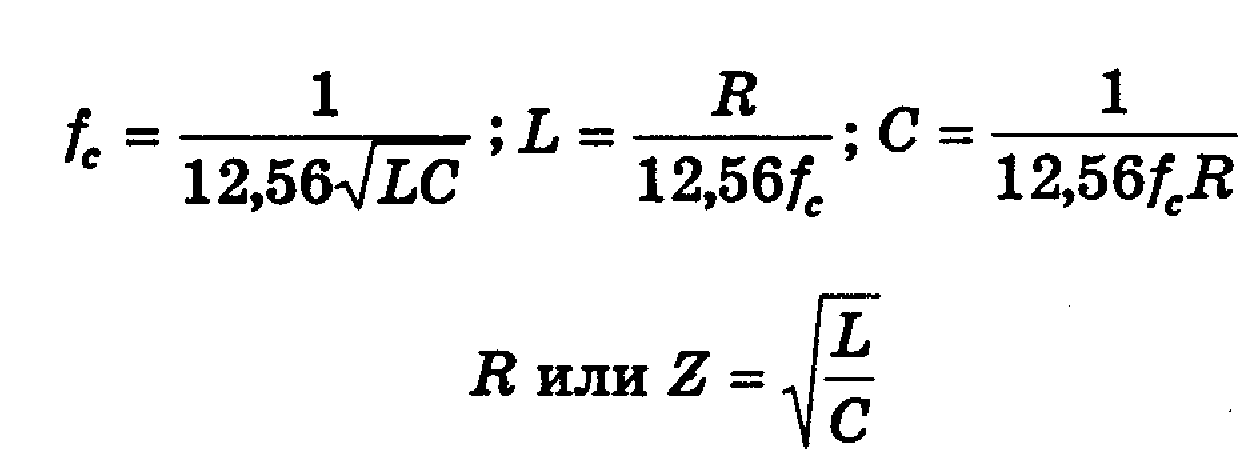 f_c = 1 / 12,56√LC ; L = R / 12,56f_c ; C = 1 / 12,56f_cR
R или Z = √L/C